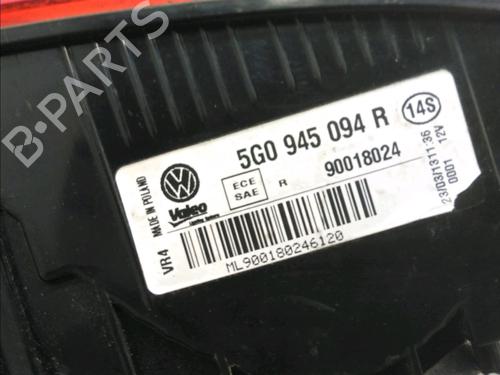 5G0 945 094 R
14S
90018024
ECE
SAE
R
VW
Valeo
MADE IN POLAND
VR4
ML900180246120
23/03/13 11:36
0001 12V
B-PARTS